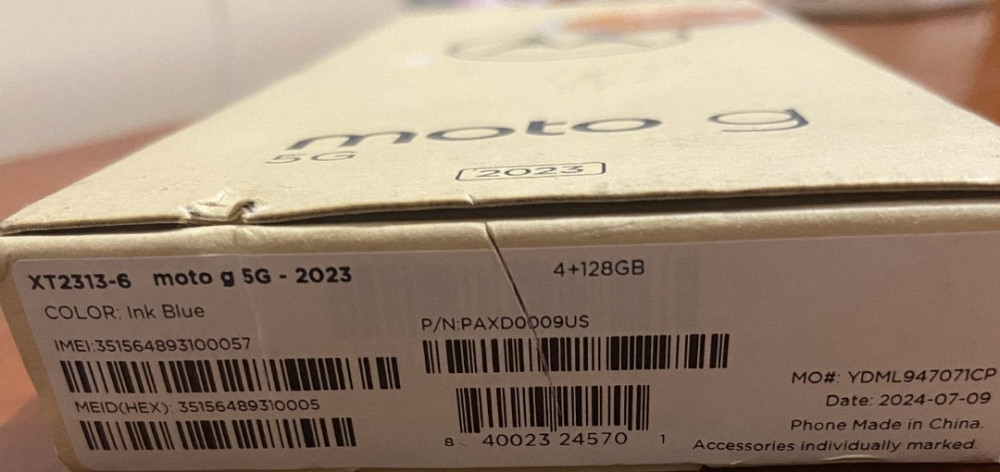 moto g
5G
2023
XT2313-6 moto g 5G - 2023
4+128GB
COLOR: Ink Blue
P/N:PAXD0009US
IMEI:351564893100057
MEID(HEX): 35156489310005
8 40023 24570 1
MO#: YDML947071CP
Date: 2024-07-09
Phone Made in China.
Accessories individually marked.